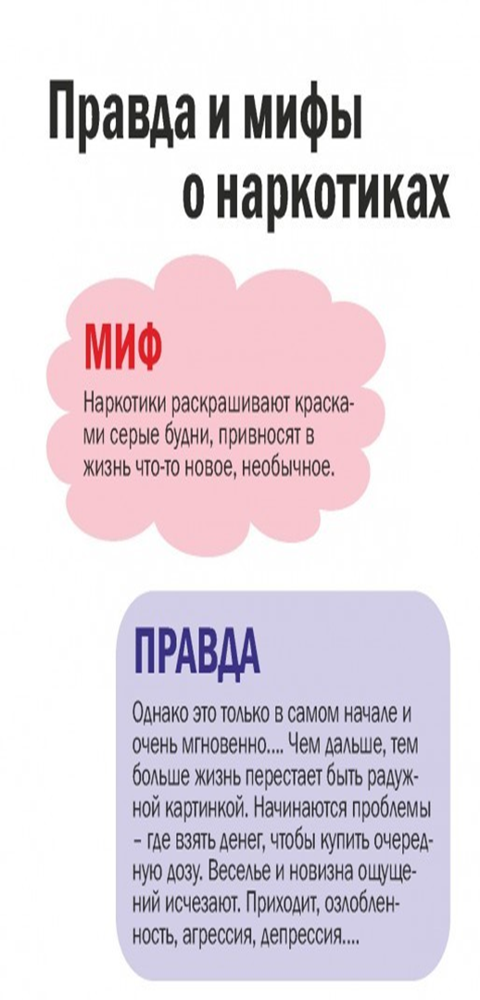 Правда и мифы
о наркотиках
МИФ
Наркотики раскрашивают краска-
ми серые будни, привносят в
жизнь что-то новое, необычное.
ПРАВДА
Однако это только в самом начале и
очень мгновенно.... Чем дальше, тем
больше жизнь перестает быть радуж-
ной картинкой. Начинаются проблемы
– где взять денег, чтобы купить очеред-
ную дозу. Веселье и новизна ощуще-
ний исчезают. Приходит, озлоблен-
ность, агрессия, депрессия....